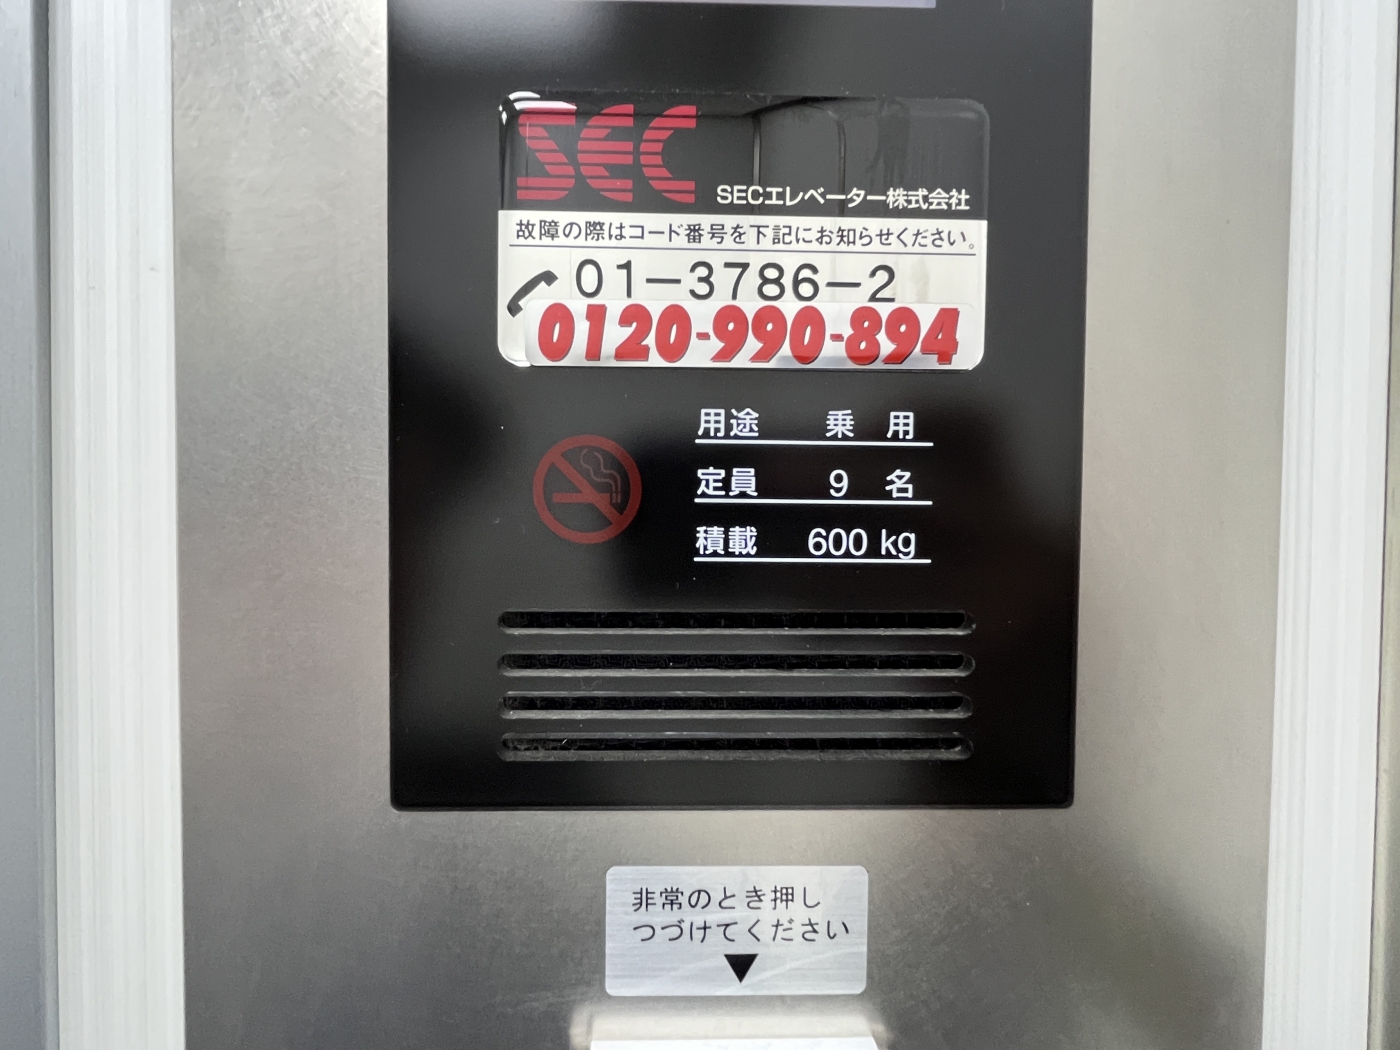 SEC
SECエレベーター株式会社
故障の際はコード番号を下記にお知らせください。
01-3786-2
0120-990-894
用途 乗 用
定員 9 名
積載 600 kg
非常のとき押し
つづけてください
▼